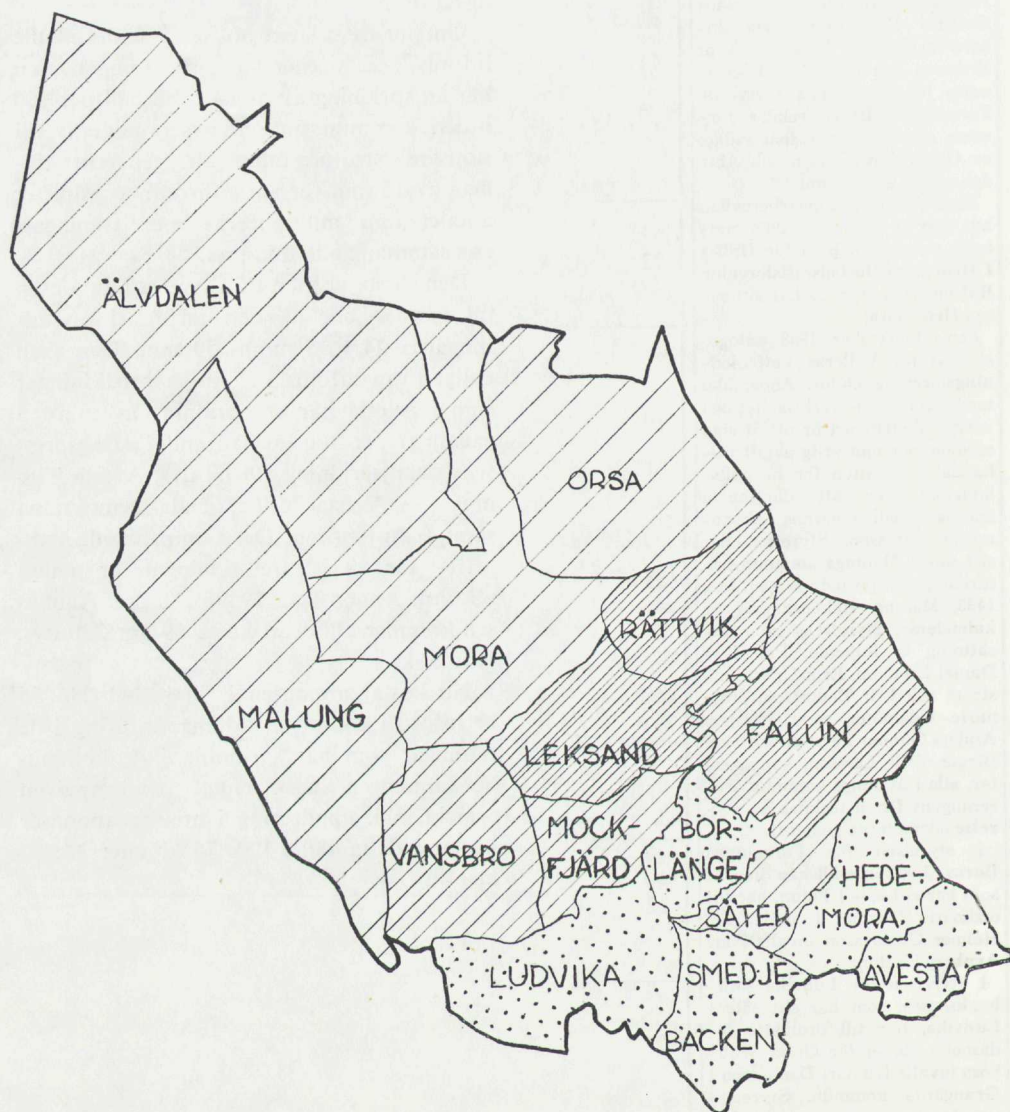 ÄLVDALEN
ORSA
RÄTTVIK
MORA
MALUNG
LEKSAND
FALUN
MOCK-
FJÄRD
BOR-
LÄNGE
VANSBRO
HEDE-
MORA
SÄTER
LUDVIKA
SMEDJE-
BACKEN
AVESTA